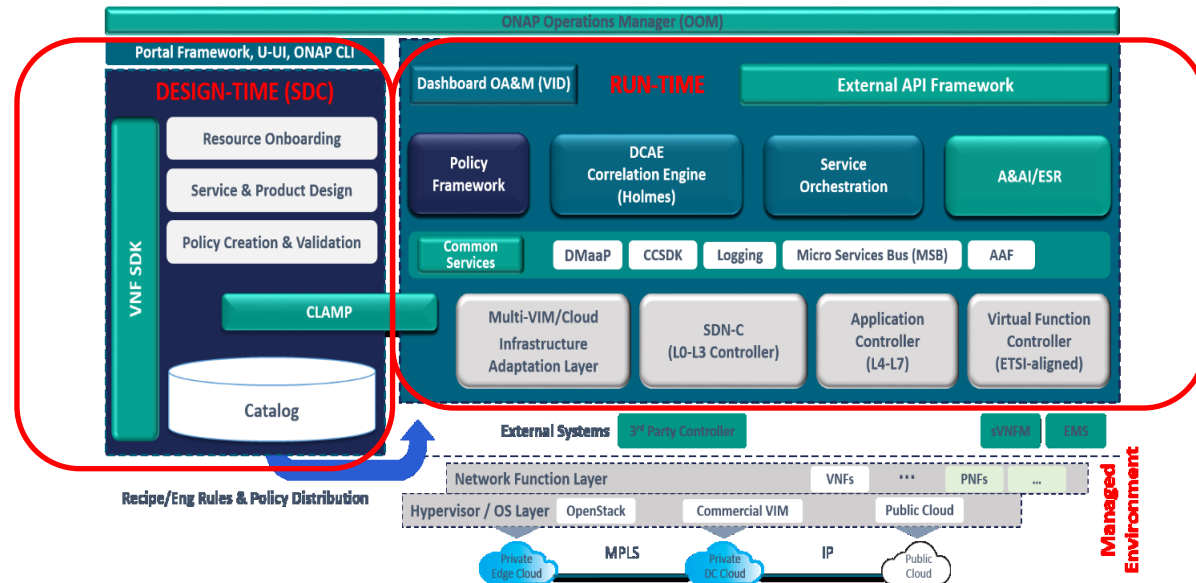 ONAP Operations Manager (OOM)
Portal Framework, U-UI, ONAP CLI
DESIGN-TIME (SDC)
VNF SDK
Resource Onboarding
Service & Product Design
Policy Creation & Validation
CLAMP
Catalog
Recipe/Eng Rules & Policy Distribution
Dashboard OA&M (VID)
RUN-TIME
External API Framework
Policy
Framework
DCAE
Correlation Engine
(Holmes)
Service
Orchestration
A&AI/ESR
Common
Services
DMaaP
CCSDK
Logging
Micro Services Bus (MSB)
AAF
Multi-VIM/Cloud
Infrastructure
Adaptation Layer
SDN-C
(L0-L3 Controller)
Application
Controller
(L4-L7)
Virtual Function
Controller
(ETSI-aligned)
External Systems
3rd Party Controller
sVNFM
EMS
Network Function Layer
VNFs
...
PNFs
...
Hypervisor / OS Layer
OpenStack
Commercial VIM
Public Cloud
Private
Edge Cloud
MPLS
Private
DC Cloud
IP
Public
Cloud
Managed
Environment